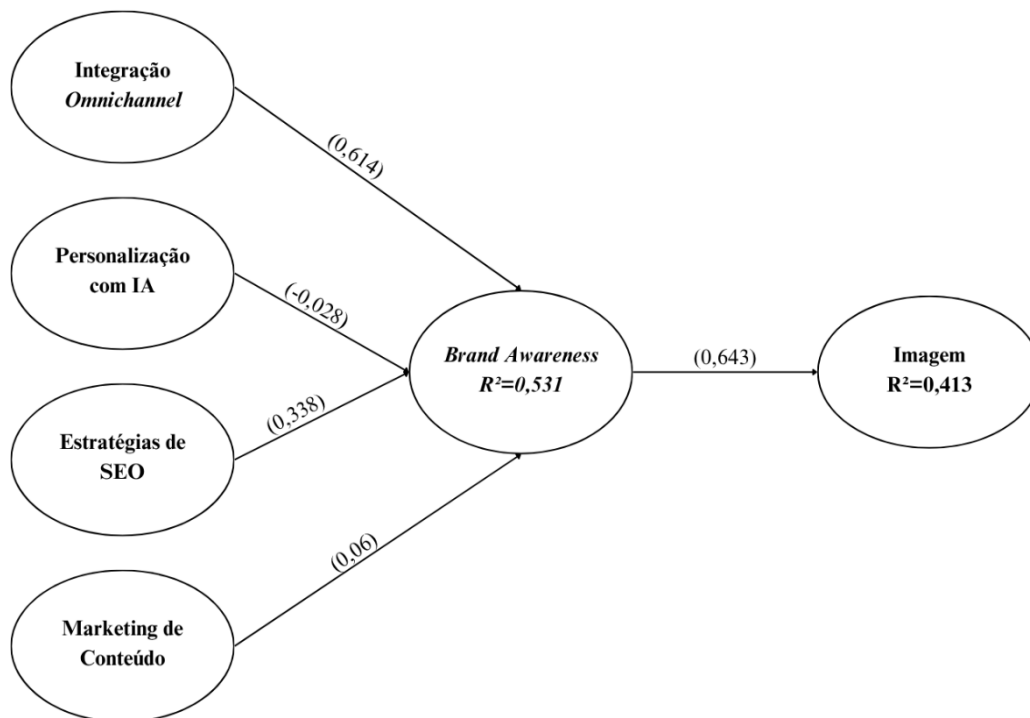 Integração
Omnichannel
(0,614)
Personalização
com IA
(-0,028)
Estratégias de
SEO
(0,338)
Marketing de
Conteúdo
(0,06)
Brand Awareness
R²=0,531
(0,643)
Imagem
R²=0,413